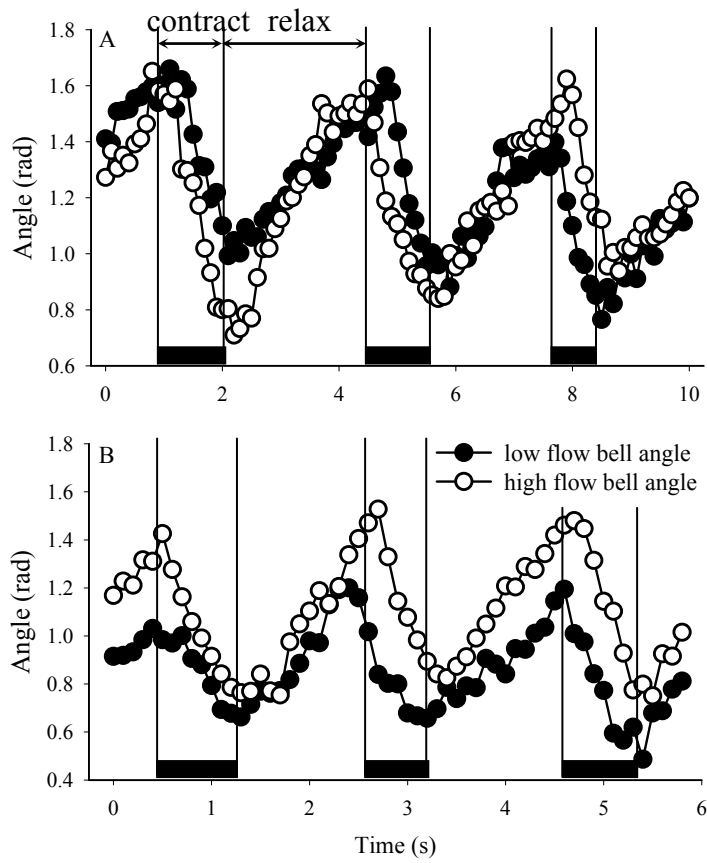 contract relax
A
1.8
1.6
1.4
1.2
1.0
0.8
0.6
Angle (rad)
0 2 4 6 8 10
B
low flow bell angle
high flow bell angle
1.8
1.6
1.4
1.2
1.0
0.8
0.6
0.4
Angle (rad)
0 1 2 3 4 5 6
Time (s)